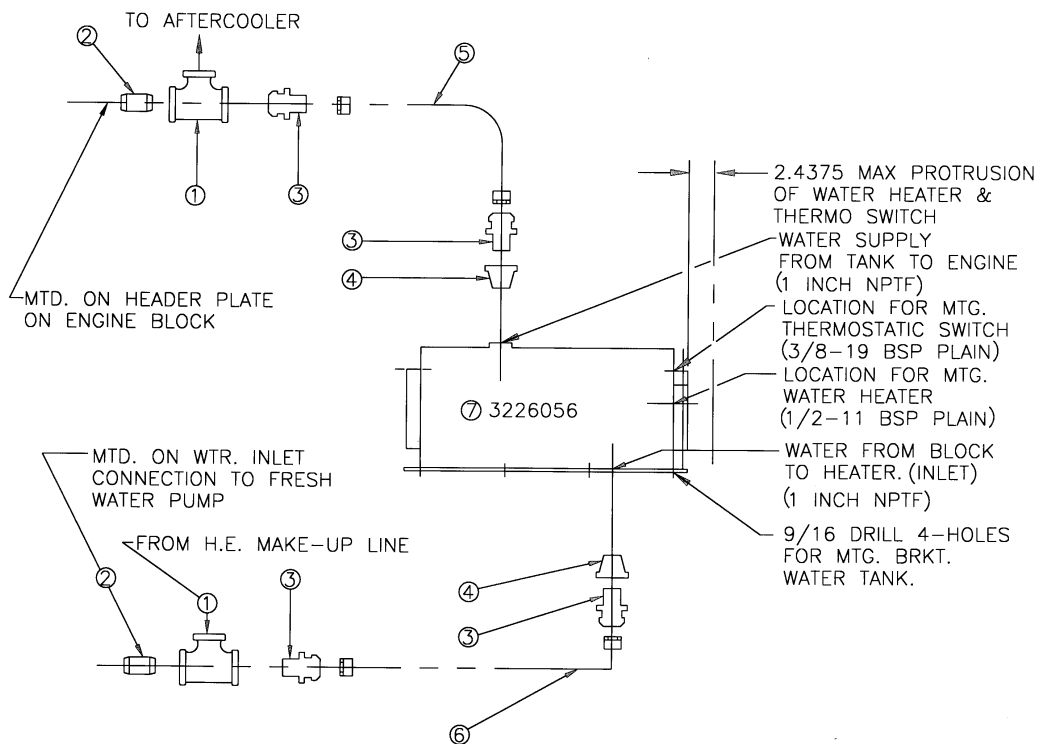 TO AFTERCOOLER
②
⑤
①
③
2.4375 MAX PROTRUSION
OF WATER HEATER &
THERMO SWITCH
③
WATER SUPPLY
FROM TANK TO ENGINE
(1 INCH NPTF)
④
MTD. ON HEADER PLATE
ON ENGINE BLOCK
LOCATION FOR MTG.
THERMOSTATIC SWITCH
(3/8-19 BSP PLAIN)
LOCATION FOR MTG.
WATER HEATER
(1/2-11 BSP PLAIN)
⑦ 3226056
MTD. ON WTR. INLET
CONNECTION TO FRESH
WATER PUMP
WATER FROM BLOCK
TO HEATER. (INLET)
(1 INCH NPTF)
FROM H.E. MAKE-UP LINE
9/16 DRILL 4-HOLES
FOR MTG. BRKT.
WATER TANK.
②
①
③
④
③
⑥